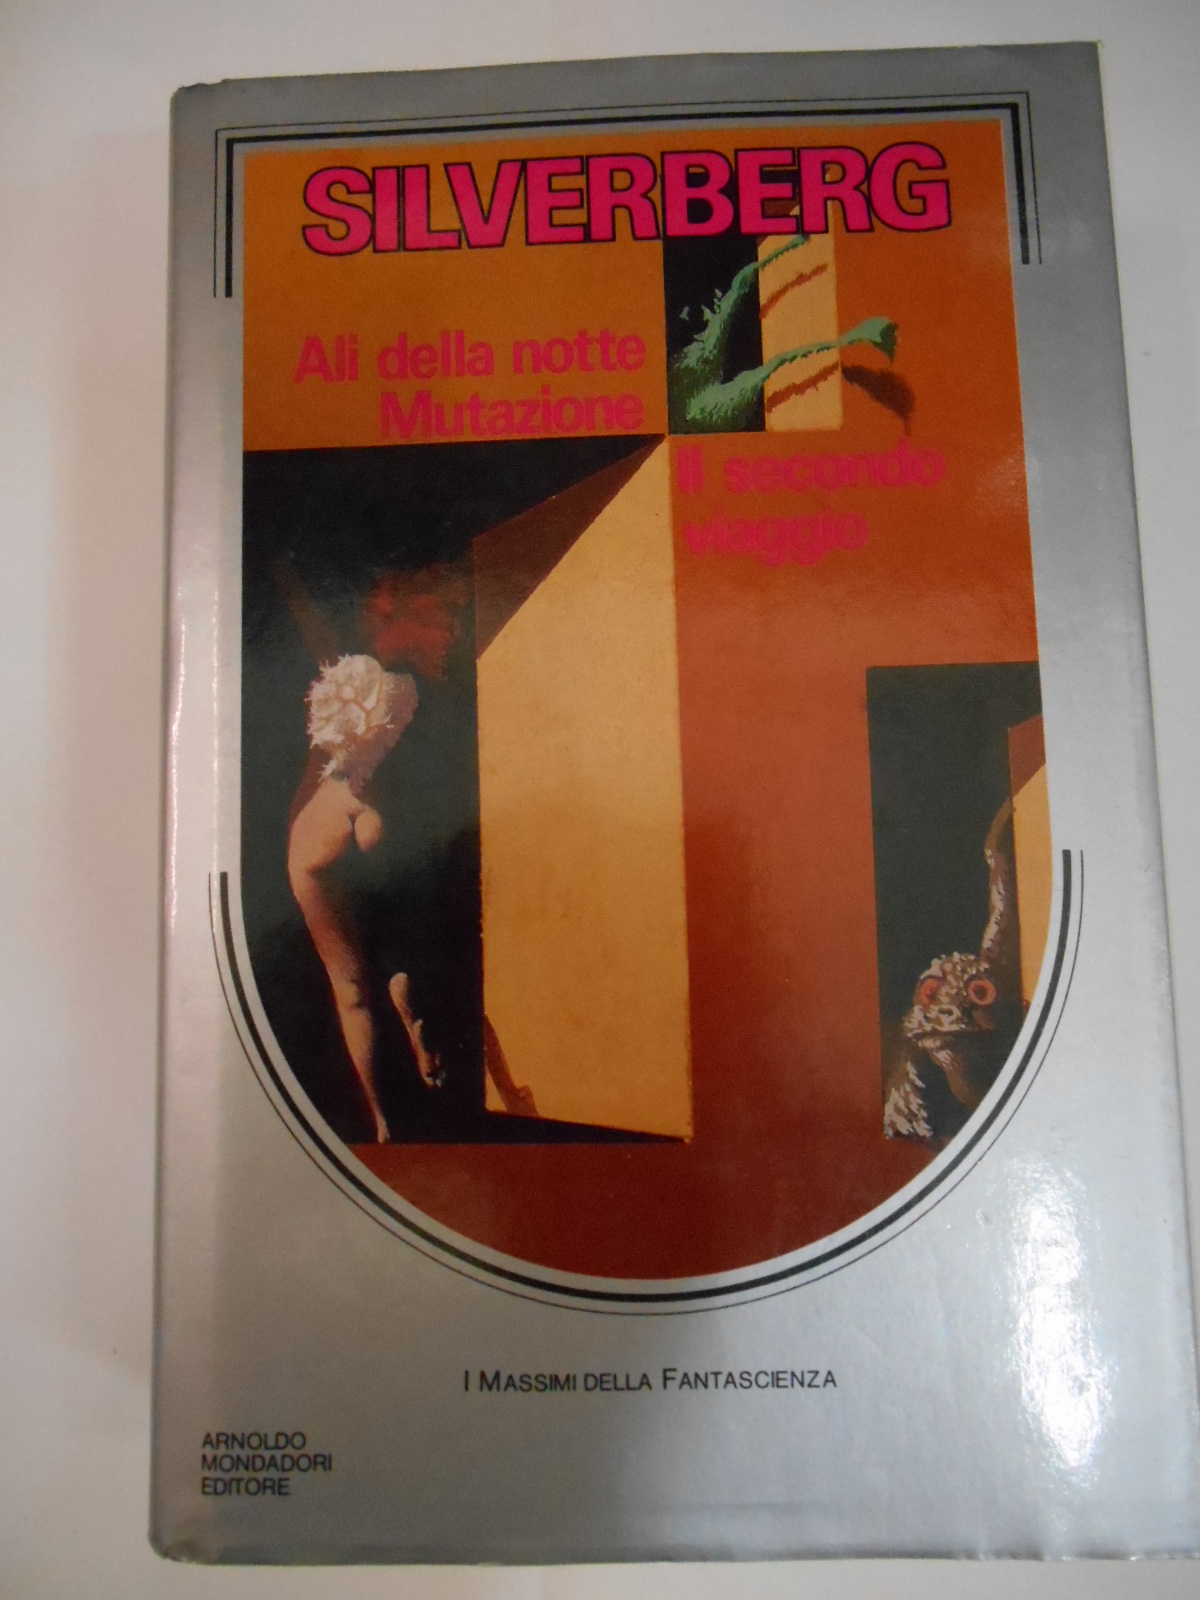 SILVERBERG
Ali della notte
Mutazione
Il secondo
viaggio
I MASSIMI DELLA FANTASCIENZA
ARNOLDO
MONDADORI
EDITORE